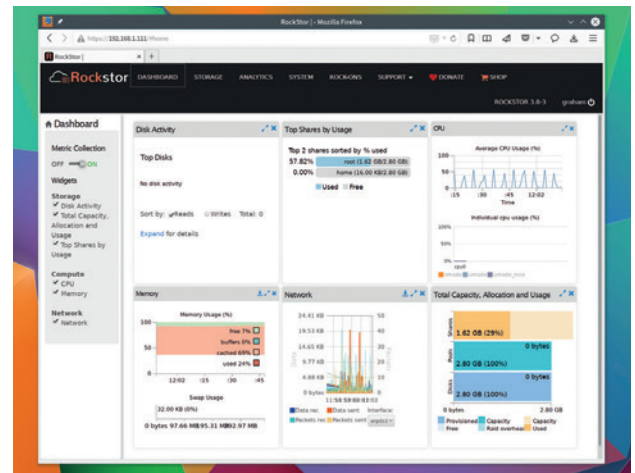 RockStor | - Mozilla Firefox
https://192.168.1.111/#home
RockStor |
Rockstor DASHBOARD STORAGE ANALYTICS SYSTEM ROCK-ONS SUPPORT DONATE SHOP
ROCKSTOR 3.8-3 graham
Dashboard
Metric Collection
OFF ON
Widgets
Storage
Disk Activity
Total Capacity,
Allocation and
Usage
Top Shares by
Usage
Compute
CPU
Memory
Network
Network
Disk Activity
Top Disks
No disk activity
Sort by: Reads Writes Total: 0
Expand for details
Top Shares by Usage
Top 2 shares sorted by % used
57.82% root (1.62 GB/2.80 GB)
0.00% home (16.00 KB/2.80 GB)
Used Free
CPU
Average CPU Usage (%)
100
50
0
:15 :30 :45 12:02
Time
Individual cpu usage (%)
100%
50%
0%
cpu0
smode umode umode_nice
Memory
Memory Usage (%)
100
50
0
free 7%
buffers 0%
cached 69%
used 24%
12:02 :15 :30 :45
Swap Usage
32.00 KB (0%)
0 bytes 97.66 MB 195.31 MB 292.97 MB
Network
24.41 KB 50
19.53 KB 40
14.65 KB 30
9.77 KB 20
4.88 KB 10
0 bytes 0
Data rec Data sent Interface:
Packets rec Packets sent enp0s3
Total Capacity, Allocation and Usage
Shares
1.62 GB (29%)
Pools
0 bytes
2.80 GB (100%)
Disks
0 bytes
2.80 GB (100%)
0 bytes 2.80 GB
Provisioned Capacity Capacity
Free Raid overhead Used